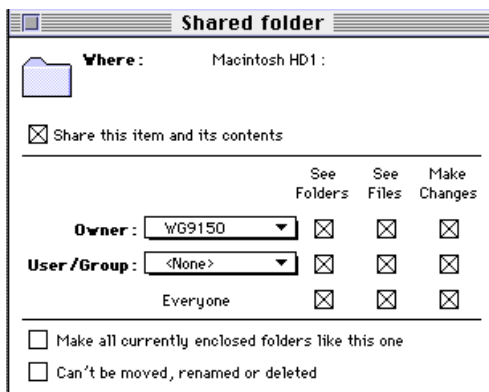 Shared folder
Where: Macintosh HD1:
Share this item and its contents
See Folders See Files Make Changes
Owner: WG9150
User/Group: <None>
Everyone
Make all currently enclosed folders like this one
Can't be moved, renamed or deleted